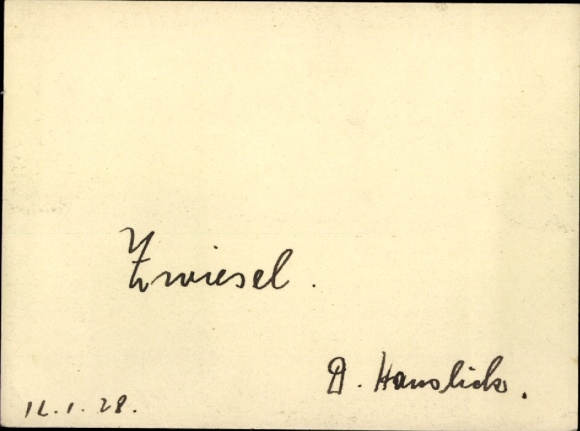 Zwiesel.
D. Hanslick.
12.1.28.